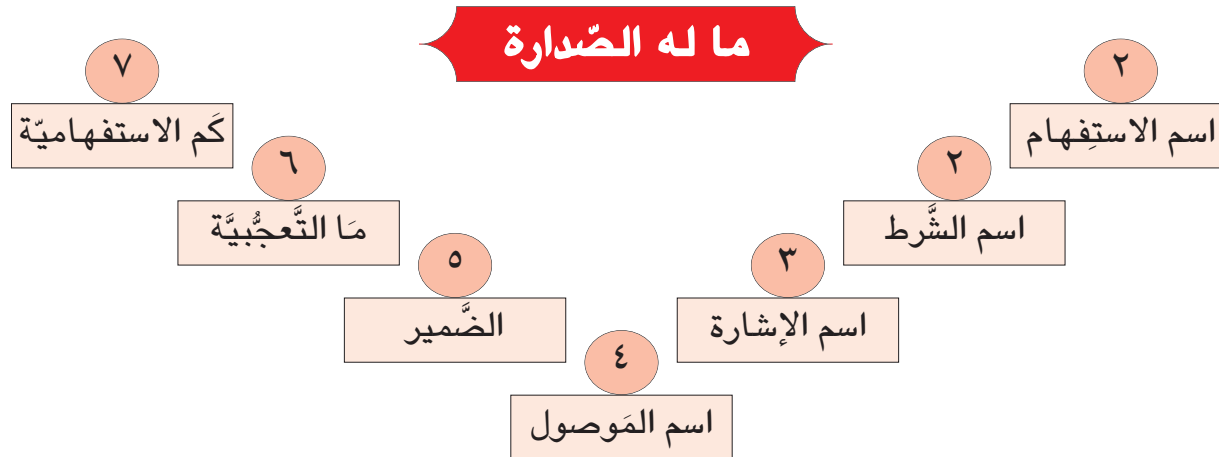 ما له الصّدارة
٢
اسم الاستِفهام
٢
اسم الشَّرط
٣
اسم الإشارة
٤
اسم المَوصول
٥
الضَّمير
٦
مَا التَّعجُّبيَّة
٧
كَم الاستفهاميّة